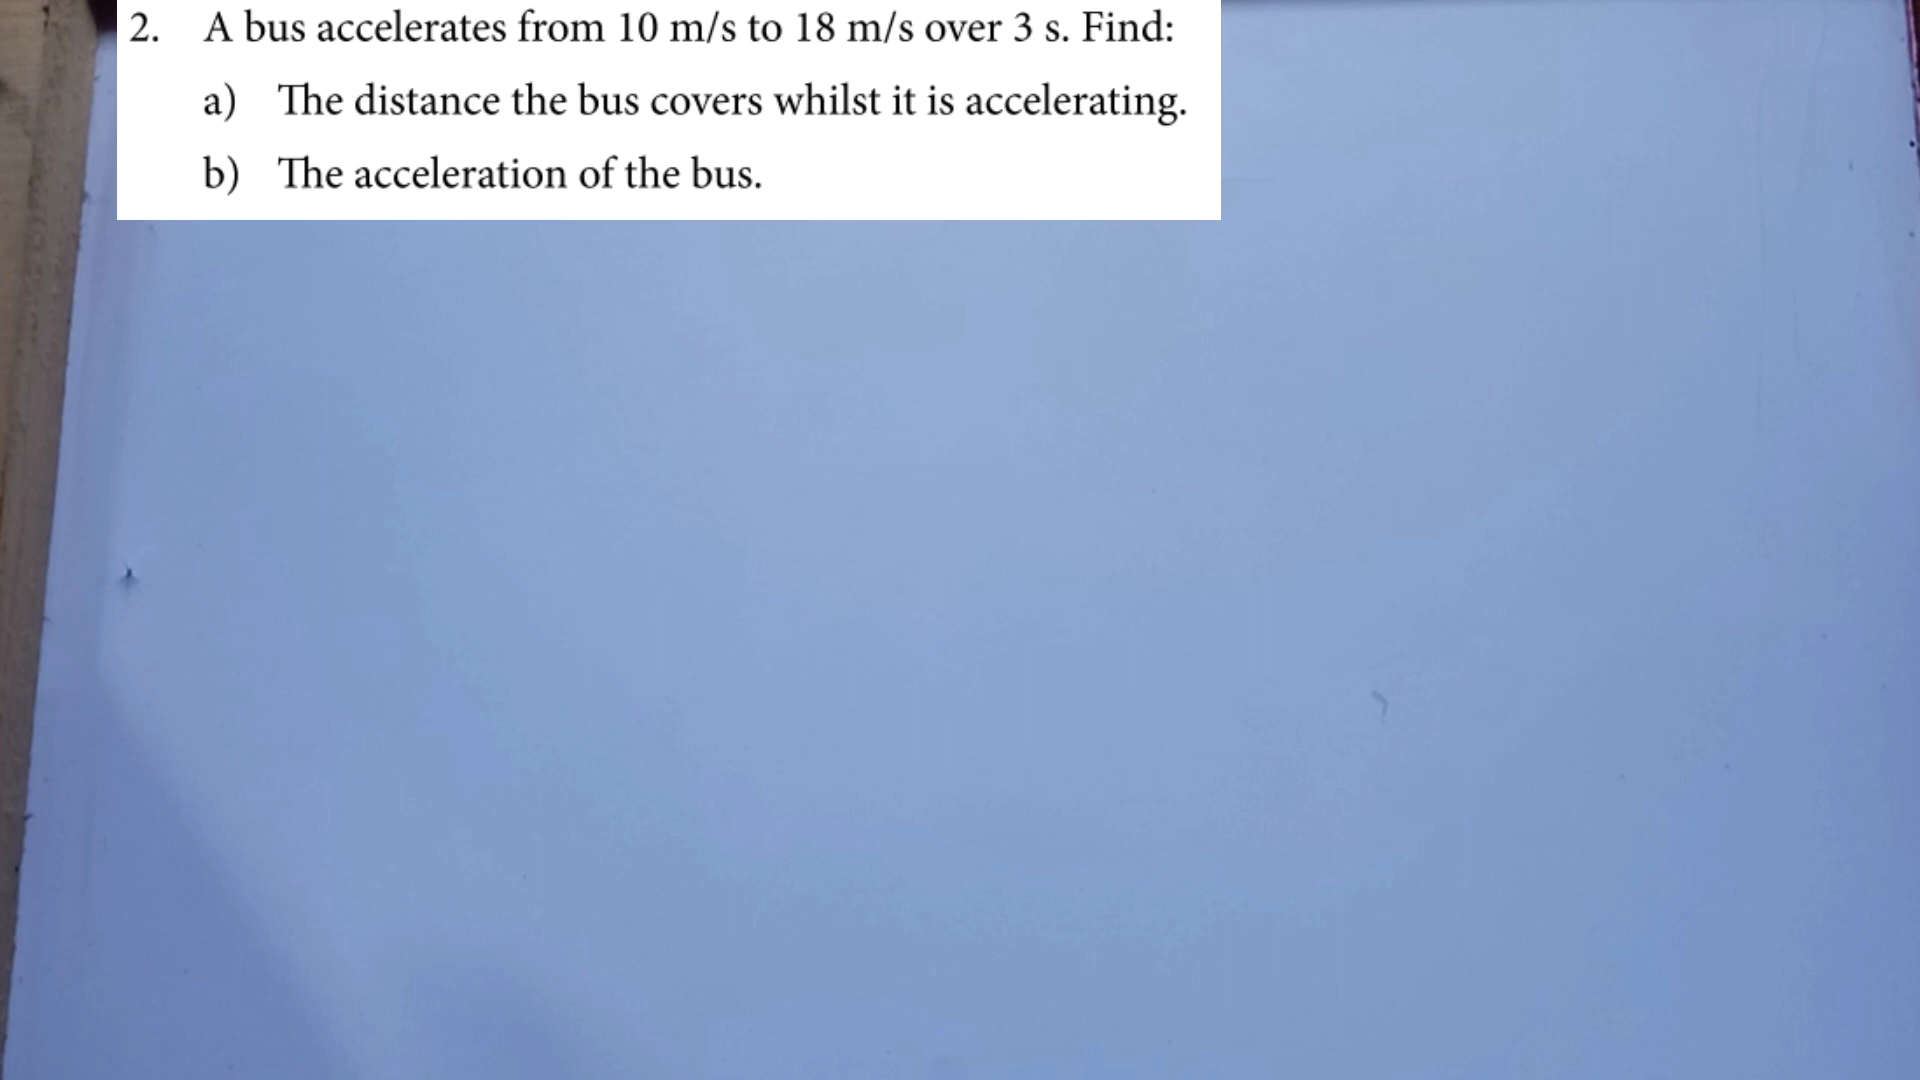 2. A bus accelerates from 10 m/s to 18 m/s over 3 s. Find:
a) The distance the bus covers whilst it is accelerating.
b) The acceleration of the bus.